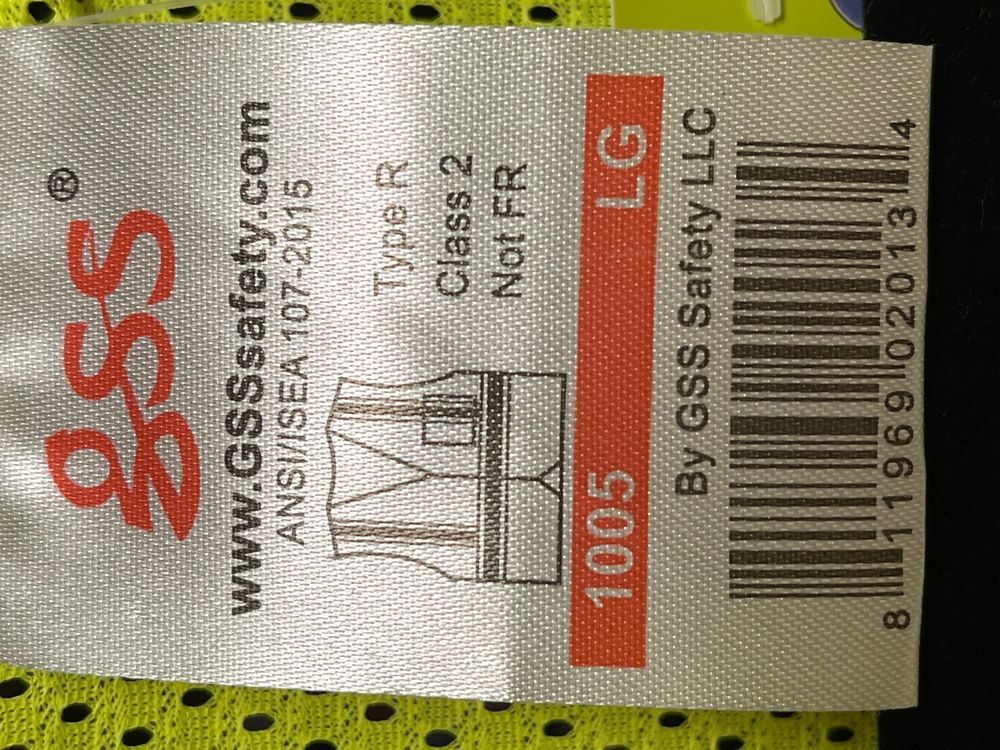 gss®
www.GSSsafety.com
ANSI/ISEA 107-2015
Type R
Class 2
Not FR
1005 LG
By GSS Safety LLC
8 11969 02013 4